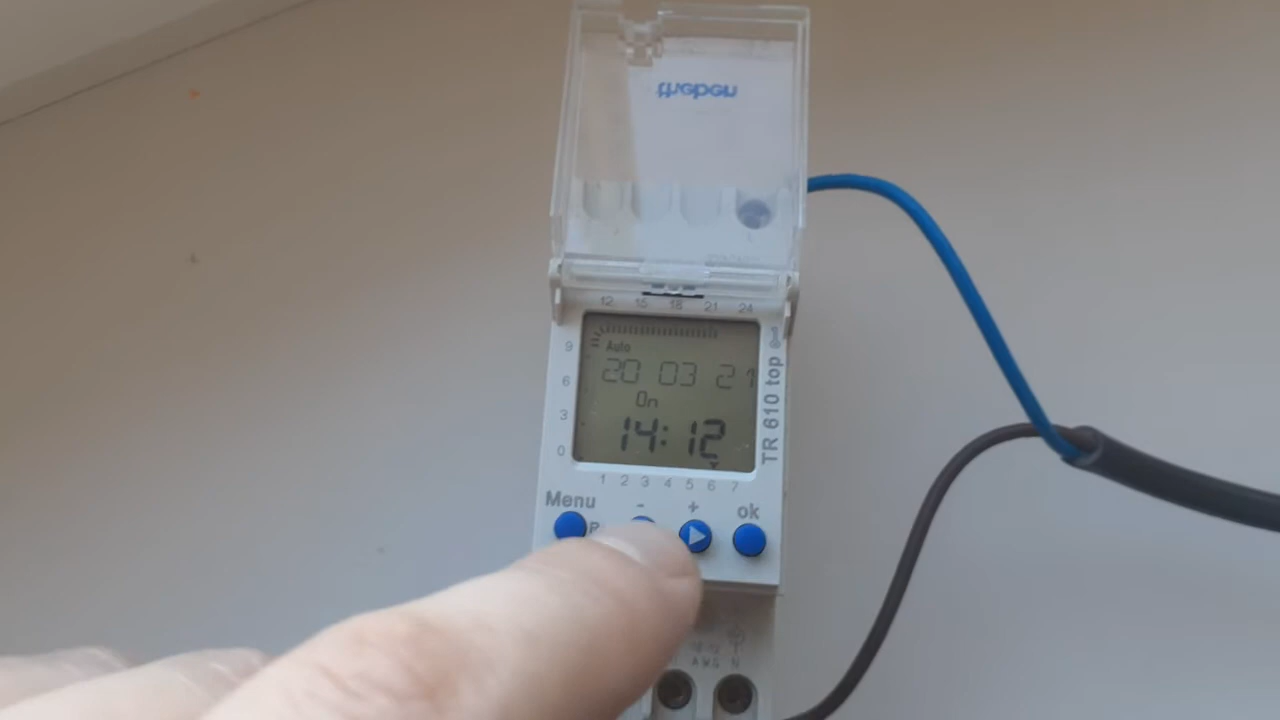 theben
12 15 18 21 24
9
6
3
0
Auto
20 03 21
On
14:12
1 2 3 4 5 6 7
TR 610 top
Menu - + ok
R
AWG N